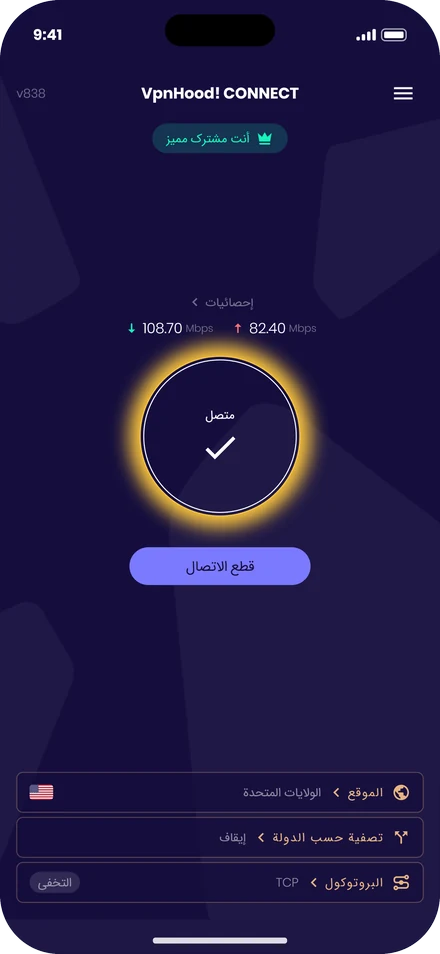 9:41
v838 VpnHood! CONNECT
أنت مشترك مميز
إحصائيات
108.70 Mbps 82.40 Mbps
متصل
قطع الاتصال
الموقع الولايات المتحدة
تصفية حسب الدولة إيقاف
البروتوكول TCP التخفي